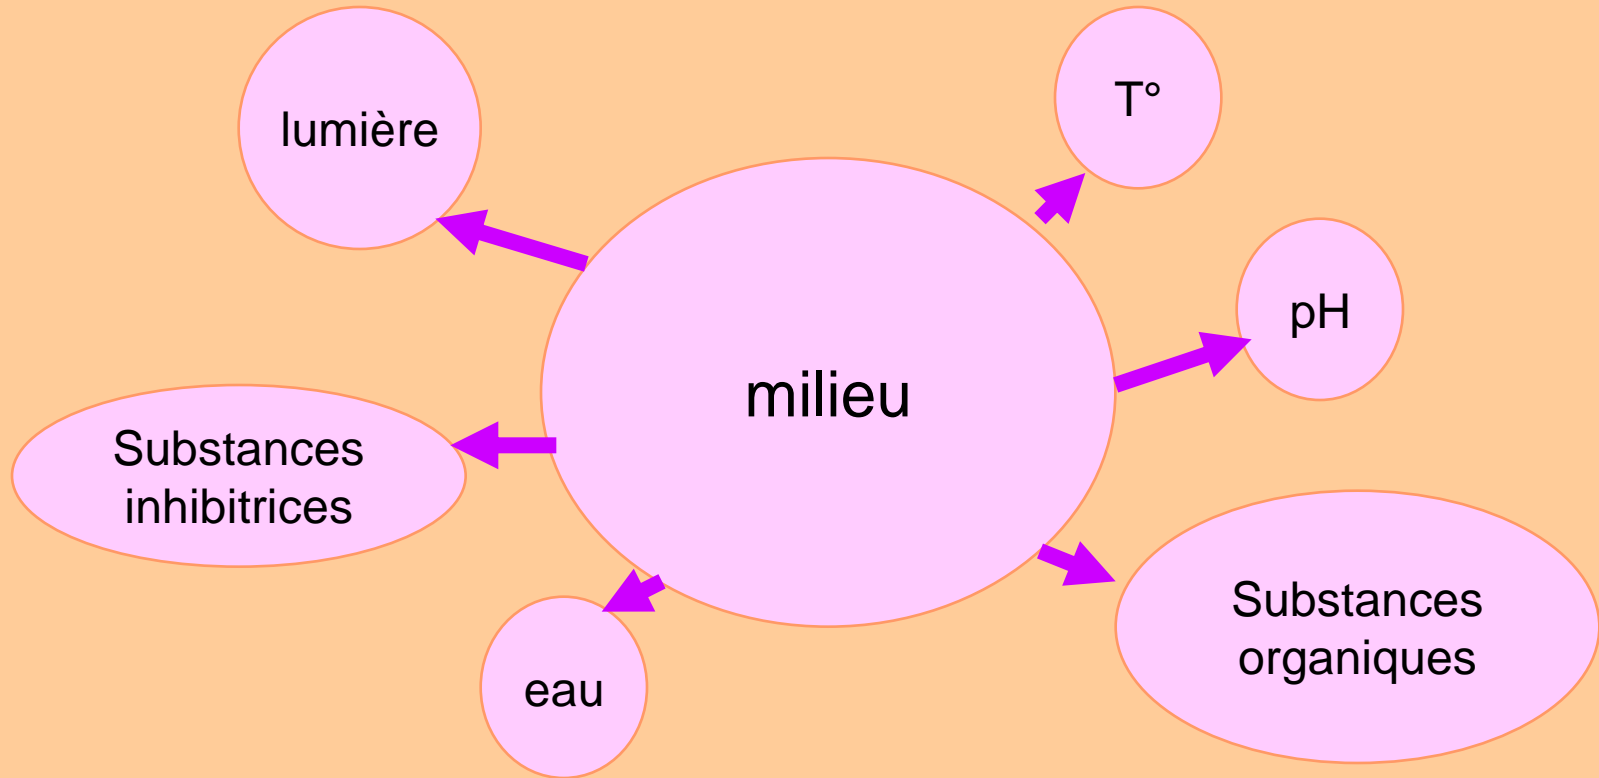 lumière
T°
pH
milieu
Substances
inhibitrices
Substances
organiques
eau